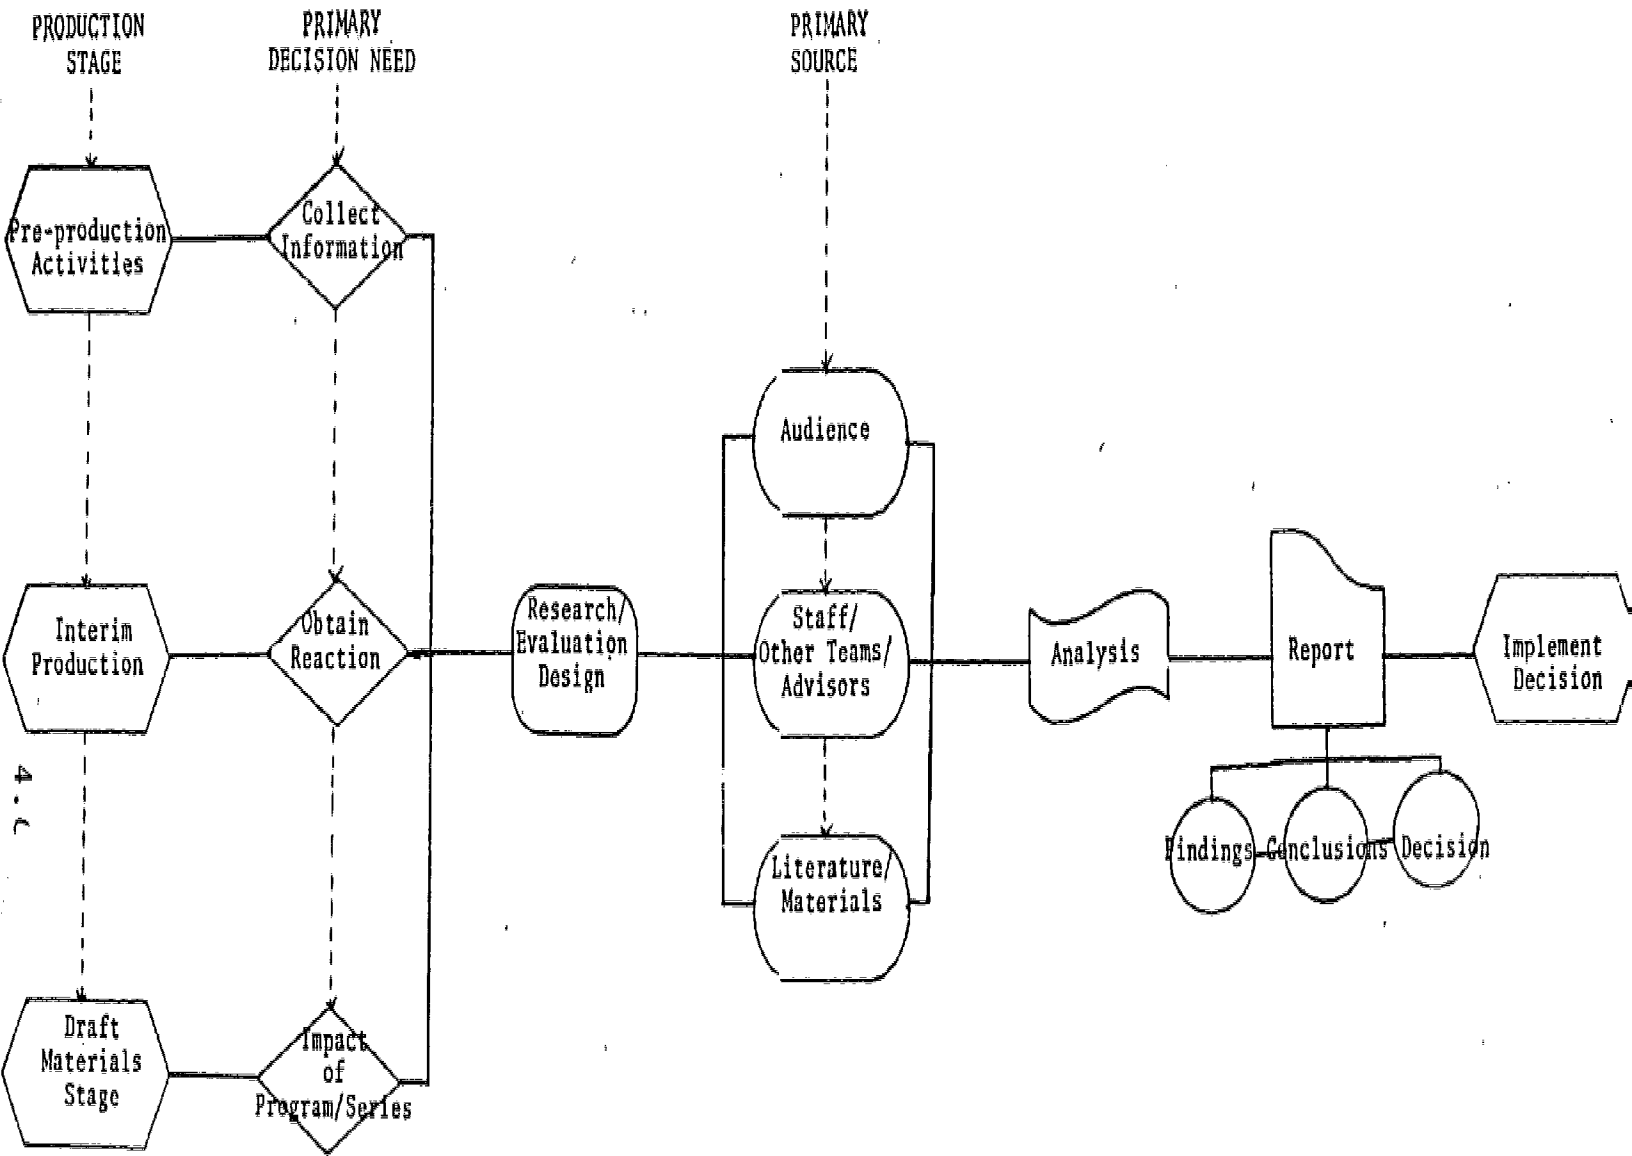 PRODUCTION
STAGE
PRIMARY
DECISION NEED
PRIMARY
SOURCE
Pre-production
Activities
Collect
Information
Audience
Interim
Production
Obtain
Reaction
Research/
Evaluation
Design
Staff/
Other Teams/
Advisors
Analysis
Report
Implement
Decision
Findings
Conclusions
Decision
Literature/
Materials
Draft
Materials
Stage
Impact
of
Program/Series